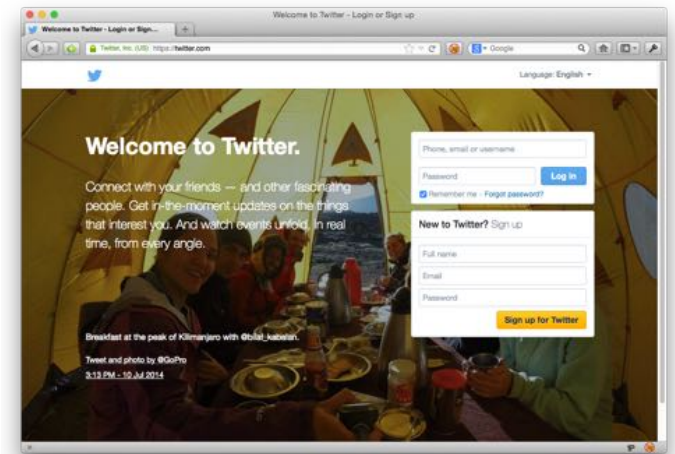 Welcome to Twitter - Login or Sign up
Welcome to Twitter - Login or Sign...
Twitter, Inc. (US) https://twitter.com
Google
Language: English
Welcome to Twitter.
Connect with your friends — and other fascinating
people. Get in-the-moment updates on the things
that interest you. And watch events unfold, in real
time, from every angle.
Breakfast at the peak of Kilimanjaro with @bilal_kabalan.
Tweet and photo by @GoPro
3:13 PM - 10 Jul 2014
Phone, email or username
Password
Log in
Remember me · Forgot password?
New to Twitter? Sign up
Full name
Email
Password
Sign up for Twitter